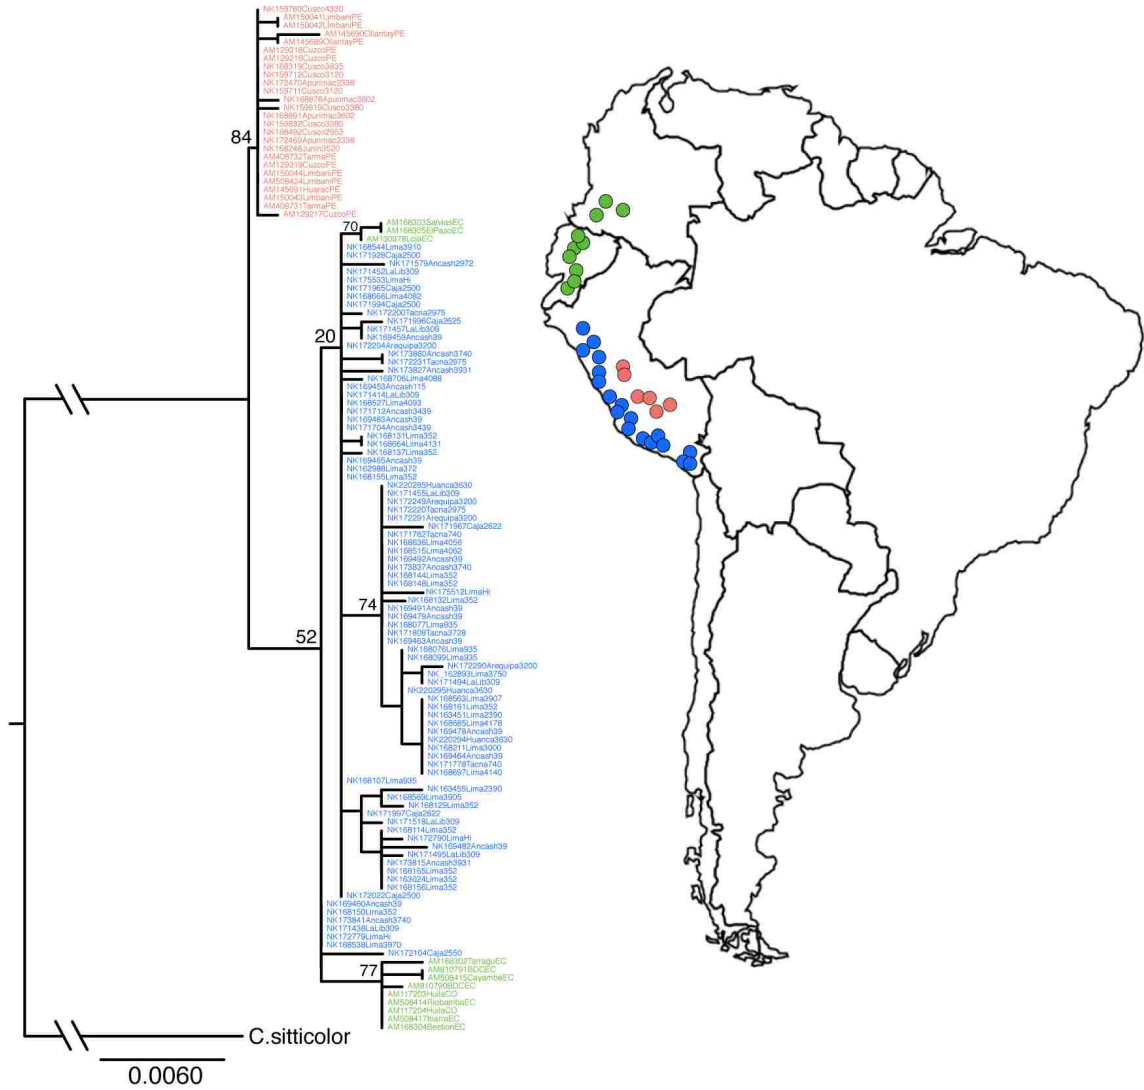 NK159760Cusco4330
AM150041LimbaniPE
AM150042LimbaniPE
AM145690OllantayPE
AM145689OllantayPE
AM129218CuzcoPE
AM129216CuzcoPE
NK168319Cusco3835
NK159712Cusco3120
NK172470Apurimac2338
NK159711Cusco3120
NK168878Apurimac3602
NK159819Cusco3380
NK168891Apurimac3602
NK159832Cusco3380
NK168492Cusco2953
NK172469Apurimac2338
84
NK168248Junin3520
AM408732TarmaPE
AM129219CuzcoPE
AM150044LimbaniPE
AM508424LimbaniPE
AM145691HuaracPE
AM150043LimbaniPE
AM408731TarmaPE
AM129217CuzcoPE
AM168303SalviasEC
70
AM168305ElPasoEC
AM130378LojaEC
NK168544Lima3910
NK171928Caja2500
NK171579Ancash2972
NK171452LaLib309
NK175533LimaHi
NK171965Caja2500
NK168666Lima4082
NK171994Caja2500
NK172200Tacna2975
NK171996Caja2625
NK171457LaLib309
20
NK169459Ancash39
NK172294Arequipa3200
NK173860Ancash3740
NK172231Tacna2975
NK173827Ancash3931
NK168706Lima4088
NK169453Ancash115
NK171414LaLib309
NK168527Lima4093
NK171712Ancash3439
NK169483Ancash39
NK171704Ancash3439
NK168131Lima352
NK168664Lima4131
NK168137Lima352
NK169465Ancash39
NK162988Lima372
NK168155Lima352
NK220285Huanca3630
NK171455LaLib309
NK172249Arequipa3200
NK172220Tacna2975
NK172291Arequipa3200
NK171967Caja2622
NK171762Tacna740
NK168636Lima4056
NK168515Lima4062
NK169492Ancash39
NK173837Ancash3740
NK168144Lima352
NK168148Lima352
NK175512LimaHi
NK168132Lima352
74
NK169491Ancash39
NK169479Ancash39
NK168077Lima935
NK171808Tacna3728
52
NK169463Ancash39
NK168076Lima935
NK168099Lima935
NK172290Arequipa3200
NK_162893Lima3750
NK171494LaLib309
NK220295Huanca3630
NK168563Lima3907
NK168161Lima352
NK163451Lima2390
NK168685Lima4178
NK169478Ancash39
NK220294Huanca3630
NK168211Lima3000
NK169464Ancash39
NK171778Tacna740
NK168697Lima4140
NK168107Lima935
NK163455Lima2390
NK168569Lima3905
NK168129Lima352
NK171997Caja2622
NK171518LaLib309
NK168114Lima352
NK172790LimaHi
NK169482Ancash39
NK171495LaLib309
NK173815Ancash3931
NK168165Lima352
NK163024Lima352
NK168156Lima352
NK172022Caja2500
NK169460Ancash39
NK168150Lima352
NK173841Ancash3740
NK171438LaLib309
NK172779LimaHi
NK168538Lima3970
NK172104Caja2550
AM168302TarraguEC
77
AM810791BDCEC
AM508415CayambeEC
AM810790BDCEC
AM117203HuilaCO
AM508414RiobambaEC
AM117204HuilaCO
AM508417IbarraEC
AM168304BestionEC
C.sitticolor
0.0060